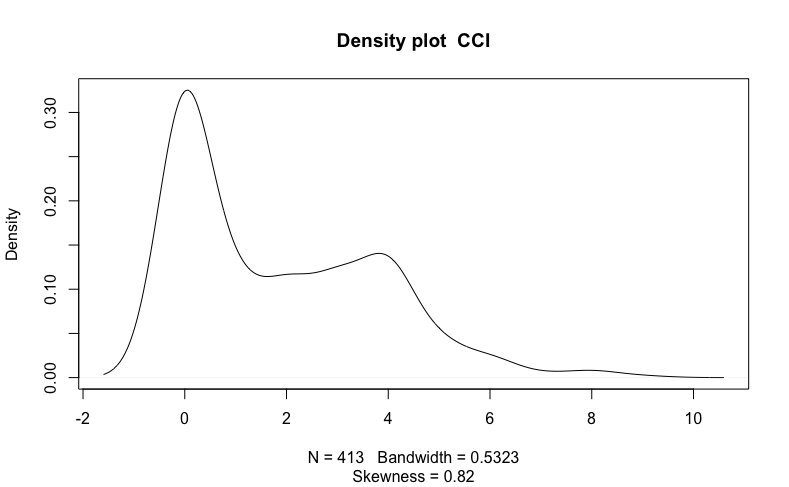 Density plot  CCI
Density
0.30
0.20
0.10
0.00
-2 0 2 4 6 8 10
N = 413   Bandwidth = 0.5323
Skewness = 0.82